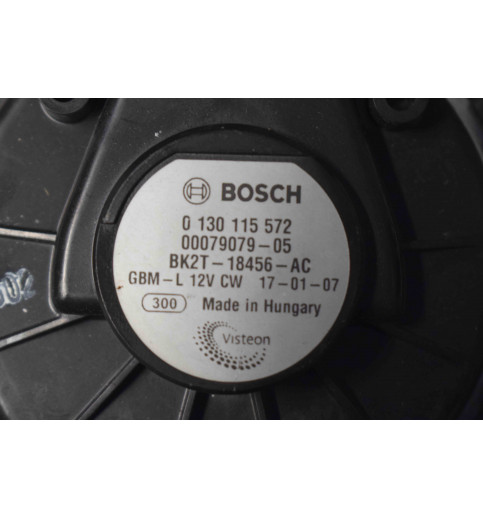 BOSCH
0 130 115 572
00079079-05
BK2T-18456-AC
GBM-L 12V CW 17-01-07
300 Made in Hungary
Visteon